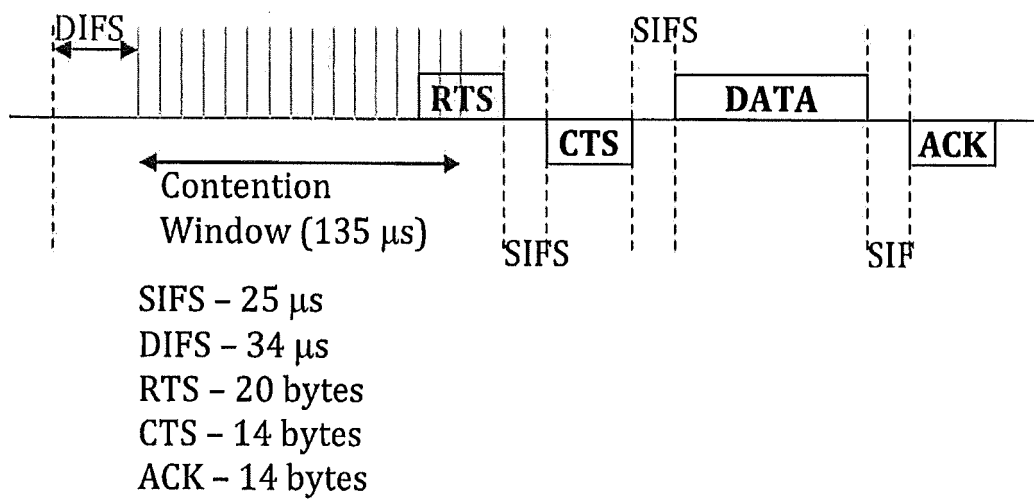 DIFS
SIFS
RTS
DATA
CTS
ACK
Contention
Window (135 μs)
SIFS
SIF
SIFS – 25 μs
DIFS – 34 μs
RTS – 20 bytes
CTS – 14 bytes
ACK – 14 bytes